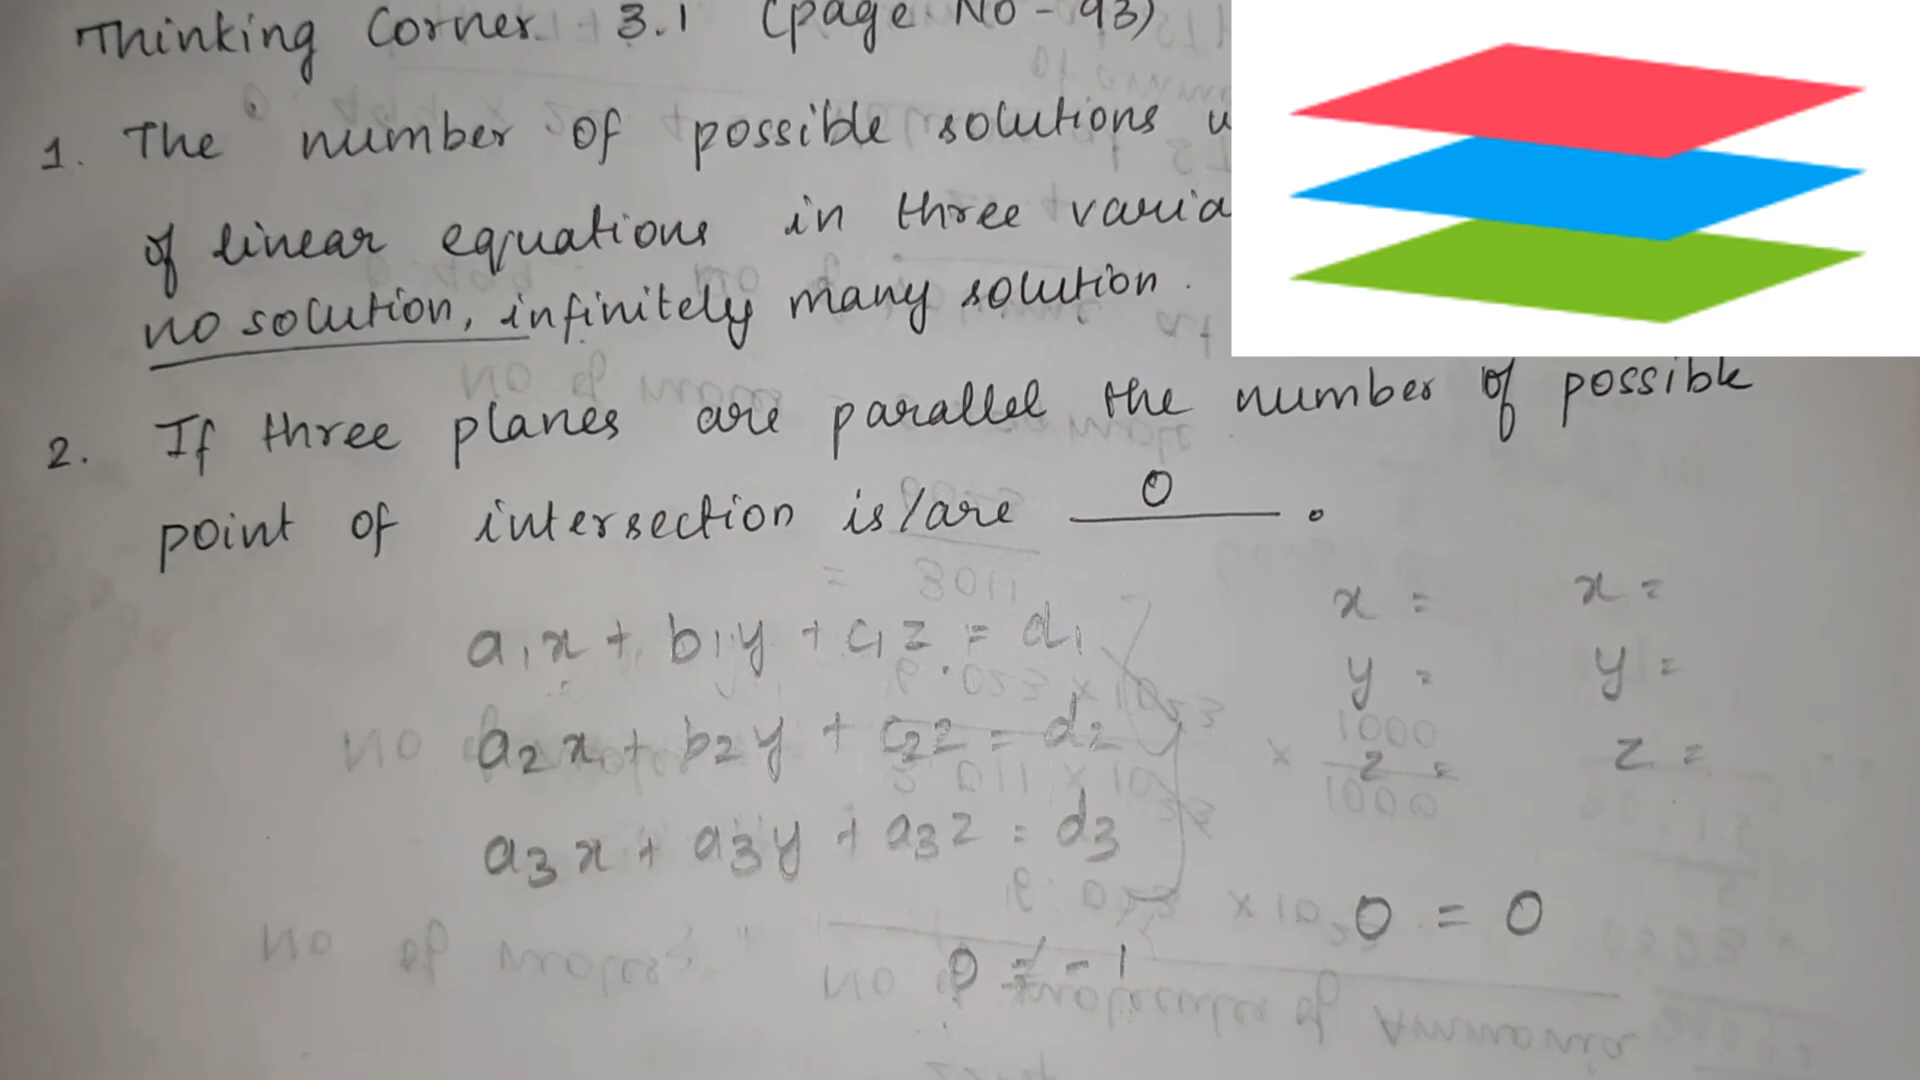 Thinking Corner 3.1 (page No - 93)
1. The number of possible solutions
of linear equations in three
no solution, infinitely many solution.
2. If three planes are parallel the number of possible
point of intersection is/are 0.
a1x + b1y + c1z = d1
x = x =
a2x + b2y + c2z = d2
y = y =
z = z =
a3x + a3y + a3z = d3
0 = 0
0 ≠ -1